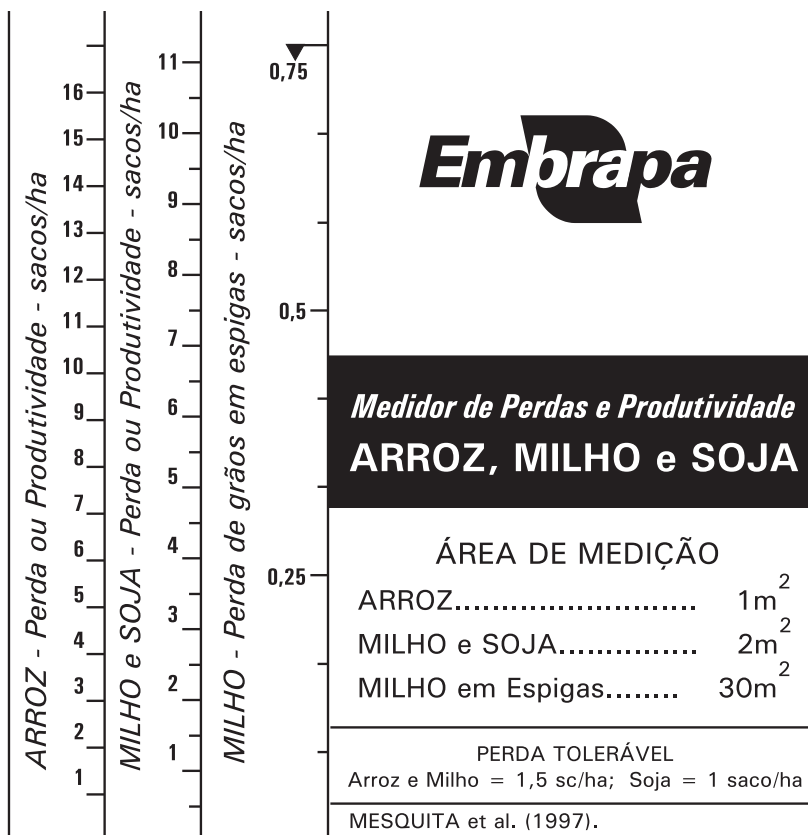 16
15
14
13
12
11
10
9
8
7
6
5
4
3
2
1
ARROZ - Perda ou Produtividade - sacos/ha
11
10
9
8
7
6
5
4
3
2
1
MILHO e SOJA - Perda ou Produtividade - sacos/ha
0,75
0,5
0,25
MILHO - Perda de grãos em espigas - sacos/ha
Embrapa
Medidor de Perdas e Produtividade
ARROZ, MILHO e SOJA
ÁREA DE MEDIÇÃO
ARROZ........................ 1m²
MILHO e SOJA.............. 2m²
MILHO em Espigas........ 30m²
PERDA TOLERÁVEL
Arroz e Milho = 1,5 sc/ha; Soja = 1 saco/ha
MESQUITA et al. (1997).